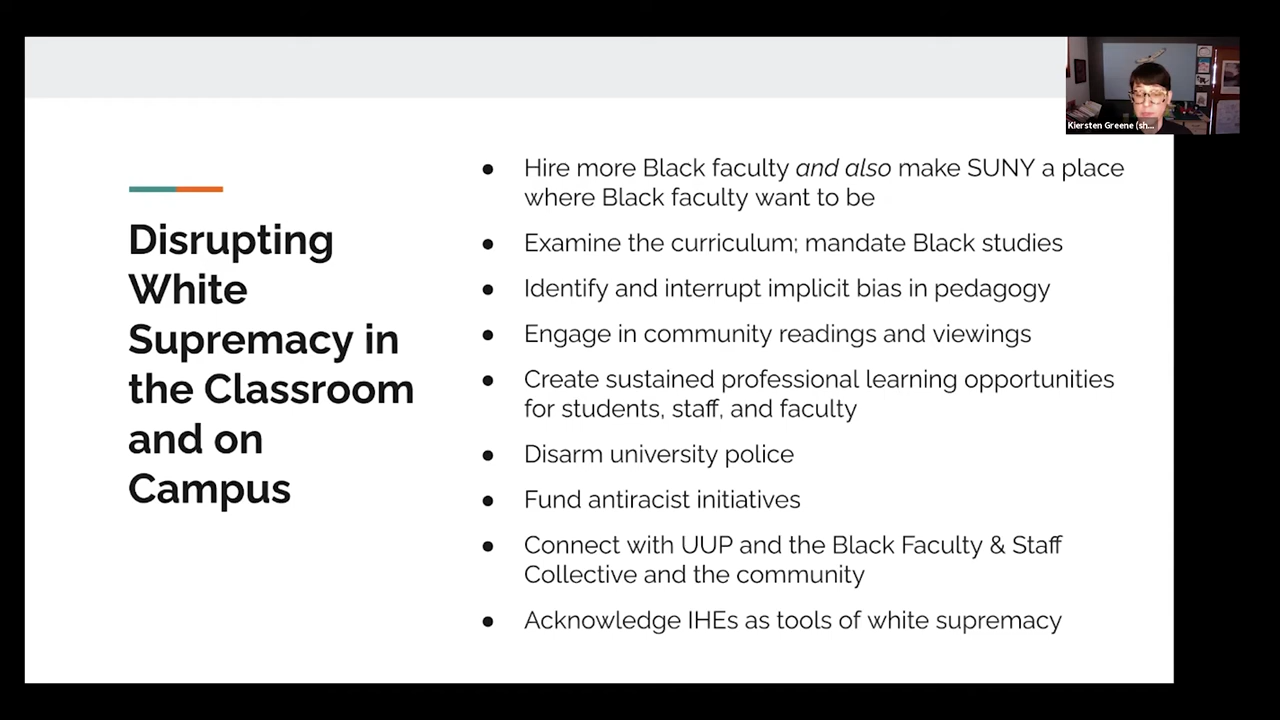 Kiersten Greene (sh...
Disrupting
White
Supremacy in
the Classroom
and on
Campus
● Hire more Black faculty and also make SUNY a place
where Black faculty want to be
● Examine the curriculum; mandate Black studies
● Identify and interrupt implicit bias in pedagogy
● Engage in community readings and viewings
● Create sustained professional learning opportunities
for students, staff, and faculty
● Disarm university police
● Fund antiracist initiatives
● Connect with UUP and the Black Faculty & Staff
Collective and the community
● Acknowledge IHEs as tools of white supremacy